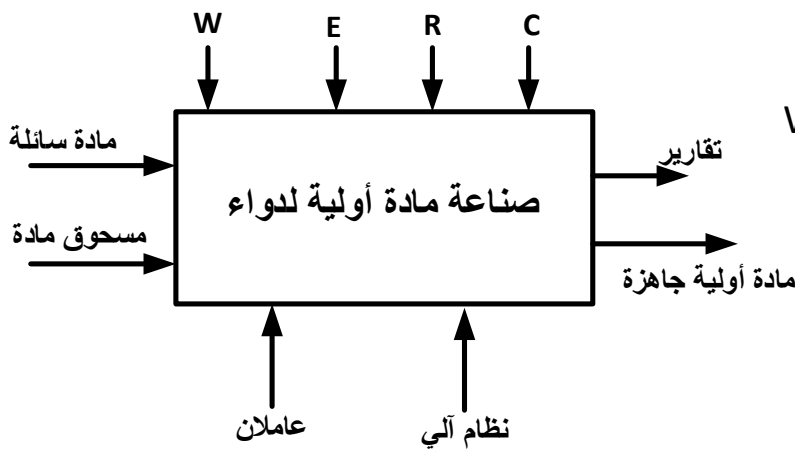 W E R C
مادة سائلة
تقارير
صناعة مادة أولية لدواء
مسحوق مادة
مادة أولية جاهزة
عاملان
نظام آلي